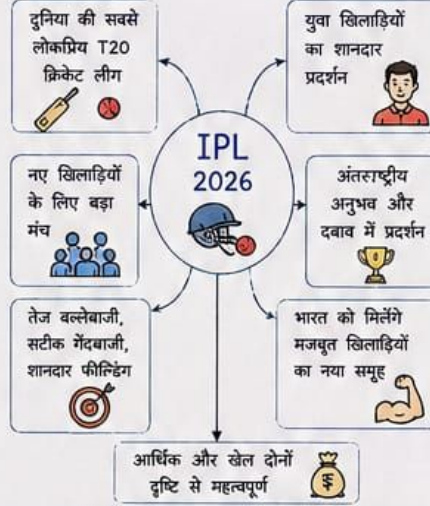 दुनिया की सबसे
लोकप्रिय T20
क्रिकेट लीग
युवा खिलाड़ियों
का शानदार
प्रदर्शन
IPL
2026
नए खिलाड़ियों
के लिए बड़ा
मंच
अंतराष्ट्रीय
अनुभव और
दबाव में प्रदर्शन
तेज बल्लेबाजी,
सटीक गेंदबाजी,
शानदार फील्डिंग
भारत को मिलेंगे
मजबूत खिलाड़ियों
का नया समूह
आर्थिक और खेल दोनों
दृष्टि से महत्वपूर्ण
₹